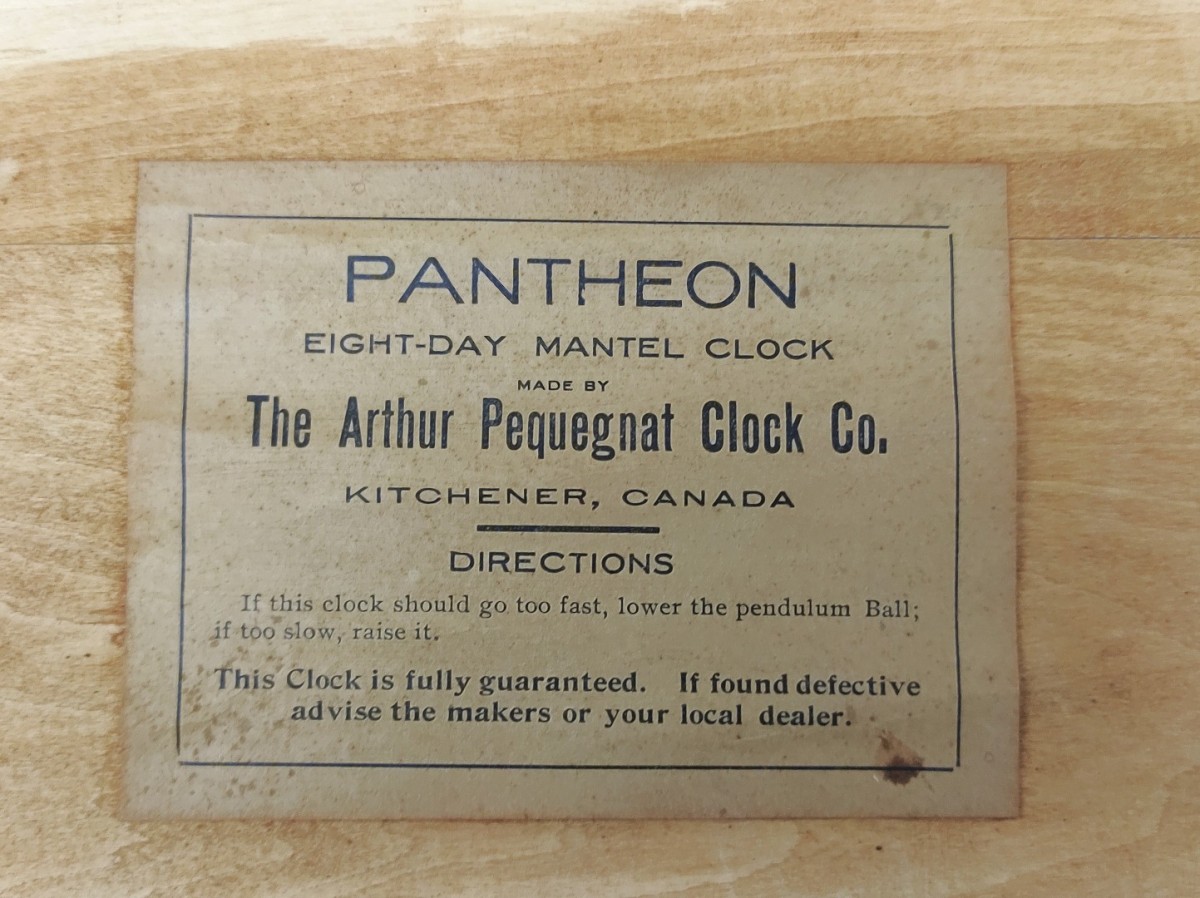 PANTHEON
EIGHT-DAY MANTEL CLOCK
MADE BY
The Arthur Pequegnat Clock Co.
KITCHENER, CANADA
DIRECTIONS
If this clock should go too fast, lower the pendulum Ball;
if too slow, raise it.
This Clock is fully guaranteed. If found defective
advise the makers or your local dealer.